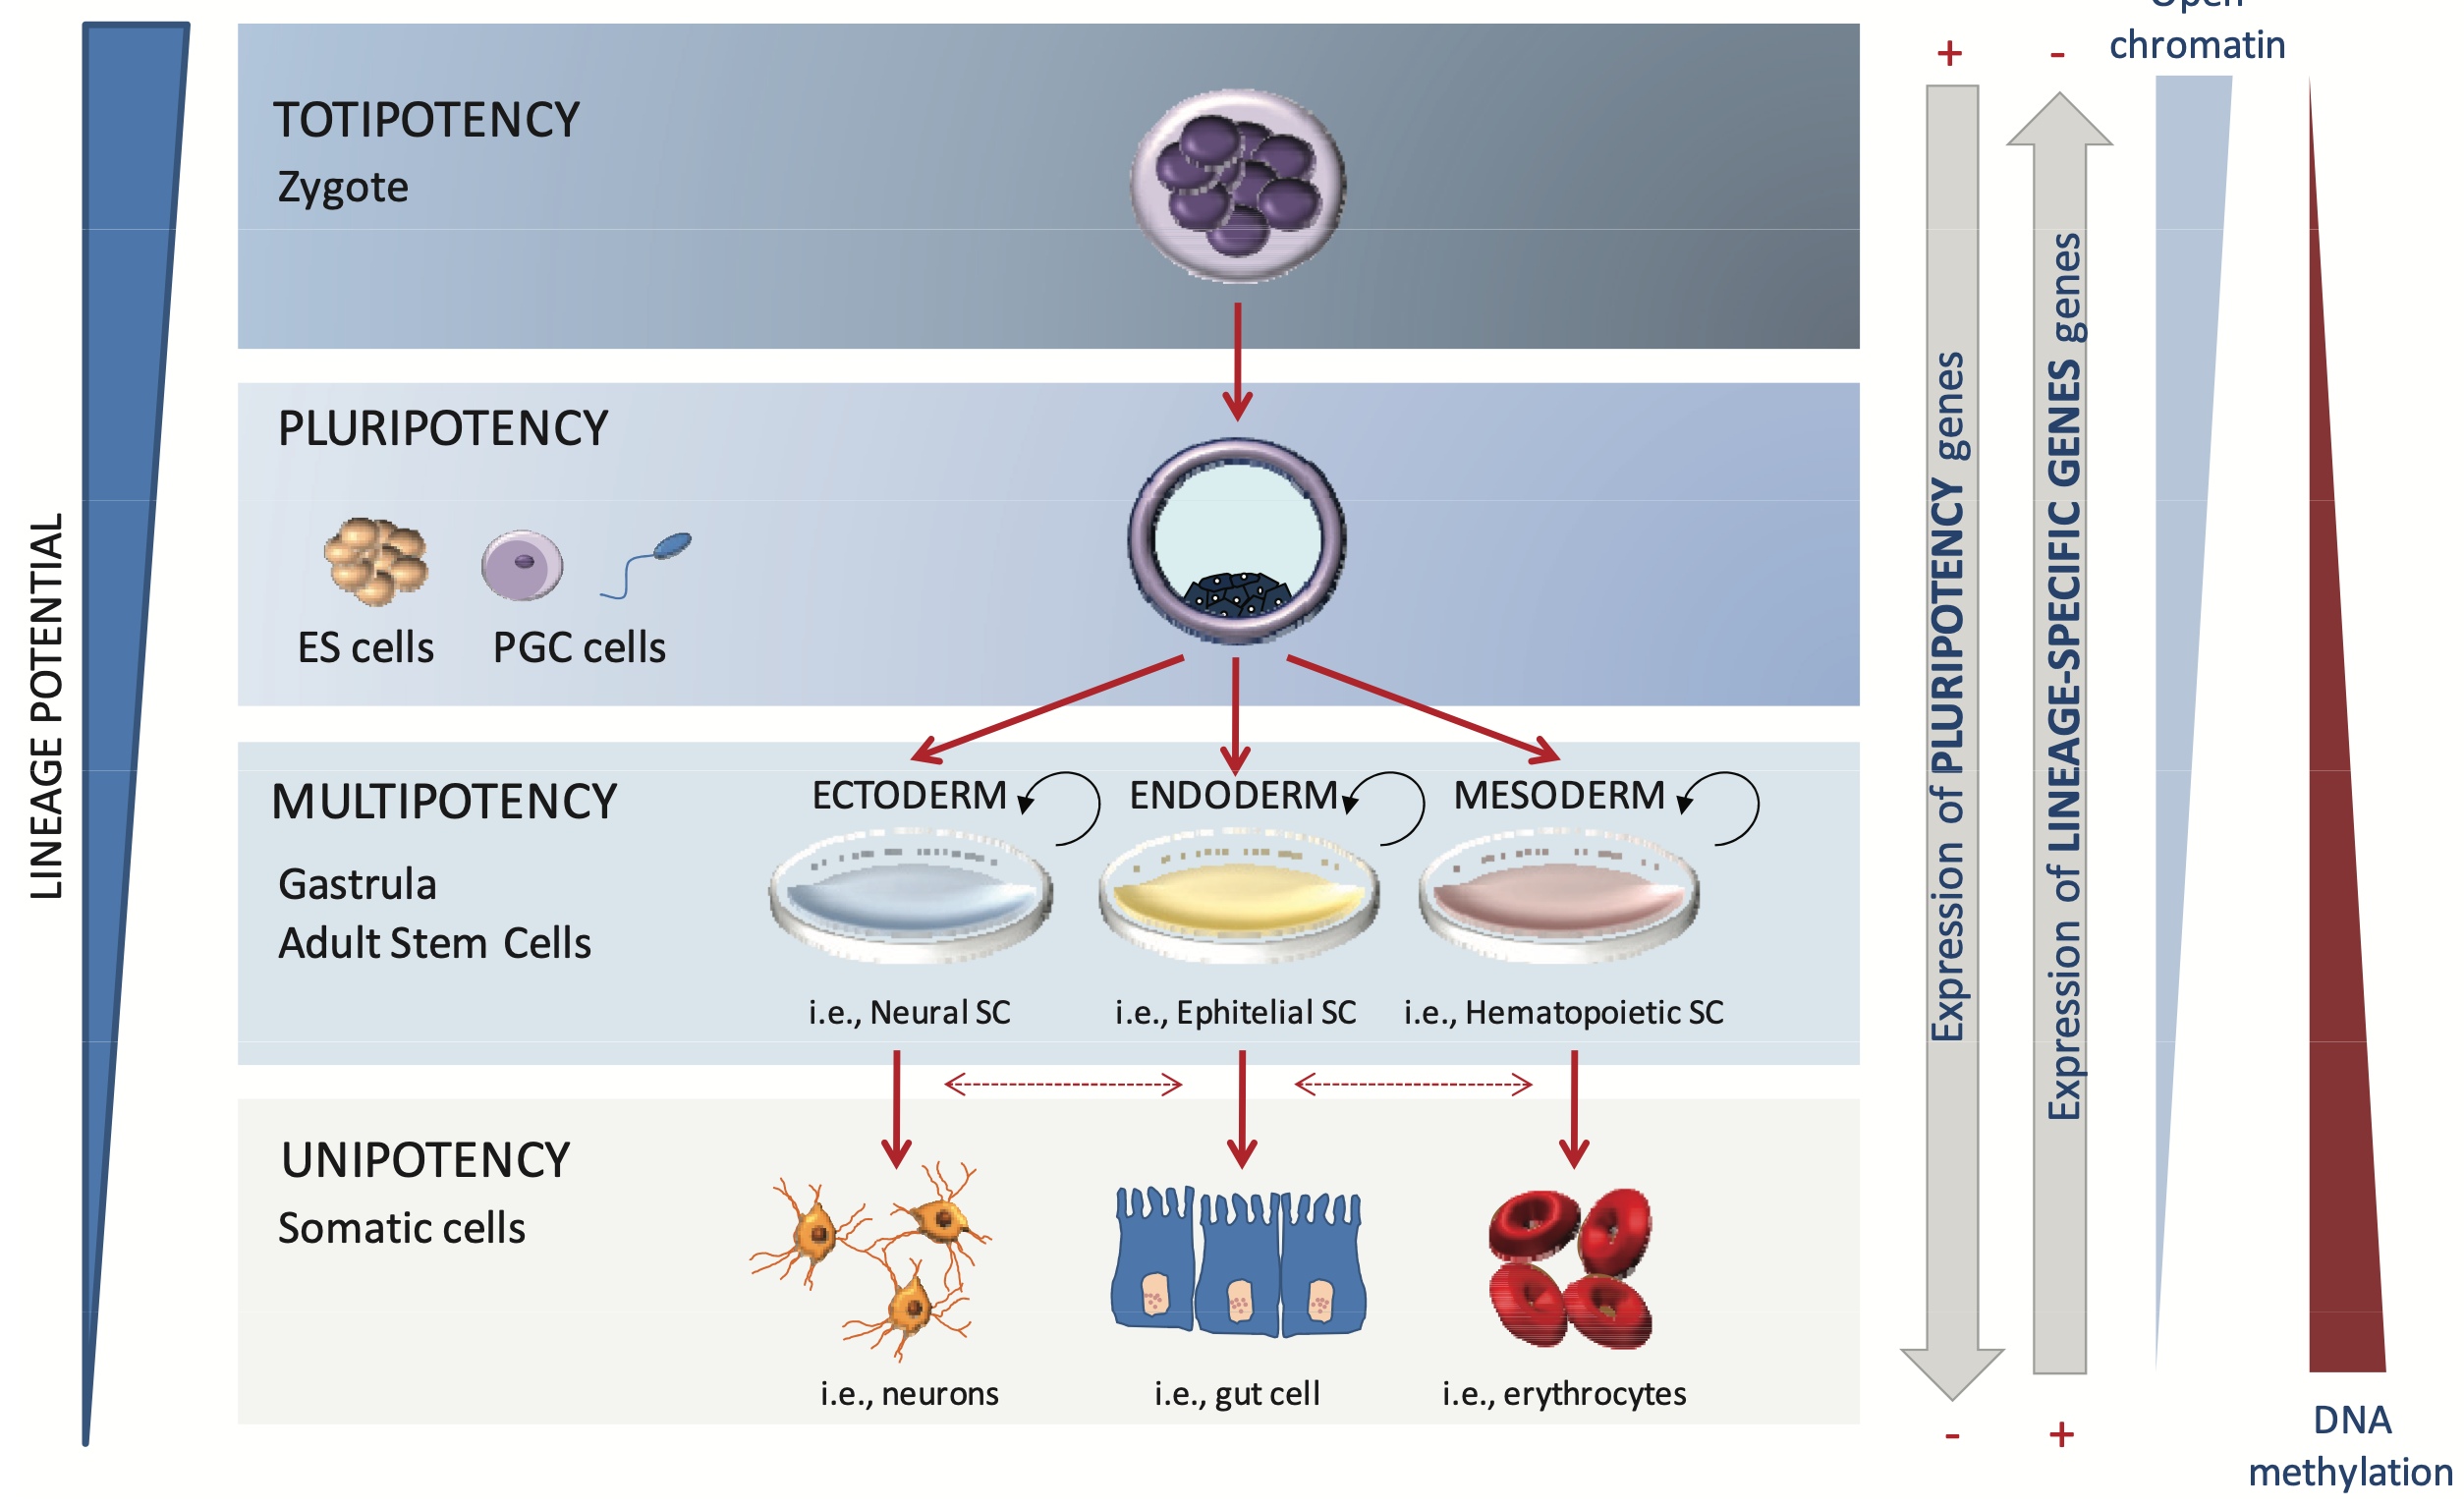 LINEAGE POTENTIAL
TOTIPOTENCY
Zygote
PLURIPOTENCY
ES cells
PGC cells
MULTIPOTENCY
Gastrula
Adult Stem Cells
ECTODERM
ENDODERM
MESODERM
i.e., Neural SC
i.e., Ephitelial SC
i.e., Hematopoietic SC
UNIPOTENCY
Somatic cells
i.e., neurons
i.e., gut cell
i.e., erythrocytes
+
Expression of PLURIPOTENCY genes
-
-
Expression of LINEAGE-SPECIFIC GENES genes
+
Open
chromatin
DNA
methylation